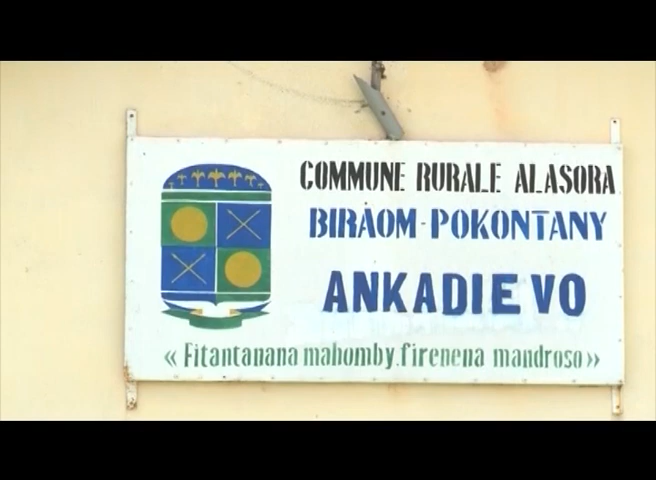 COMMUNE RURALE ALASORA
BIRAOM-POKONTANY
ANKADIEVO
«Fitantanana mahomby.firenena mandroso»